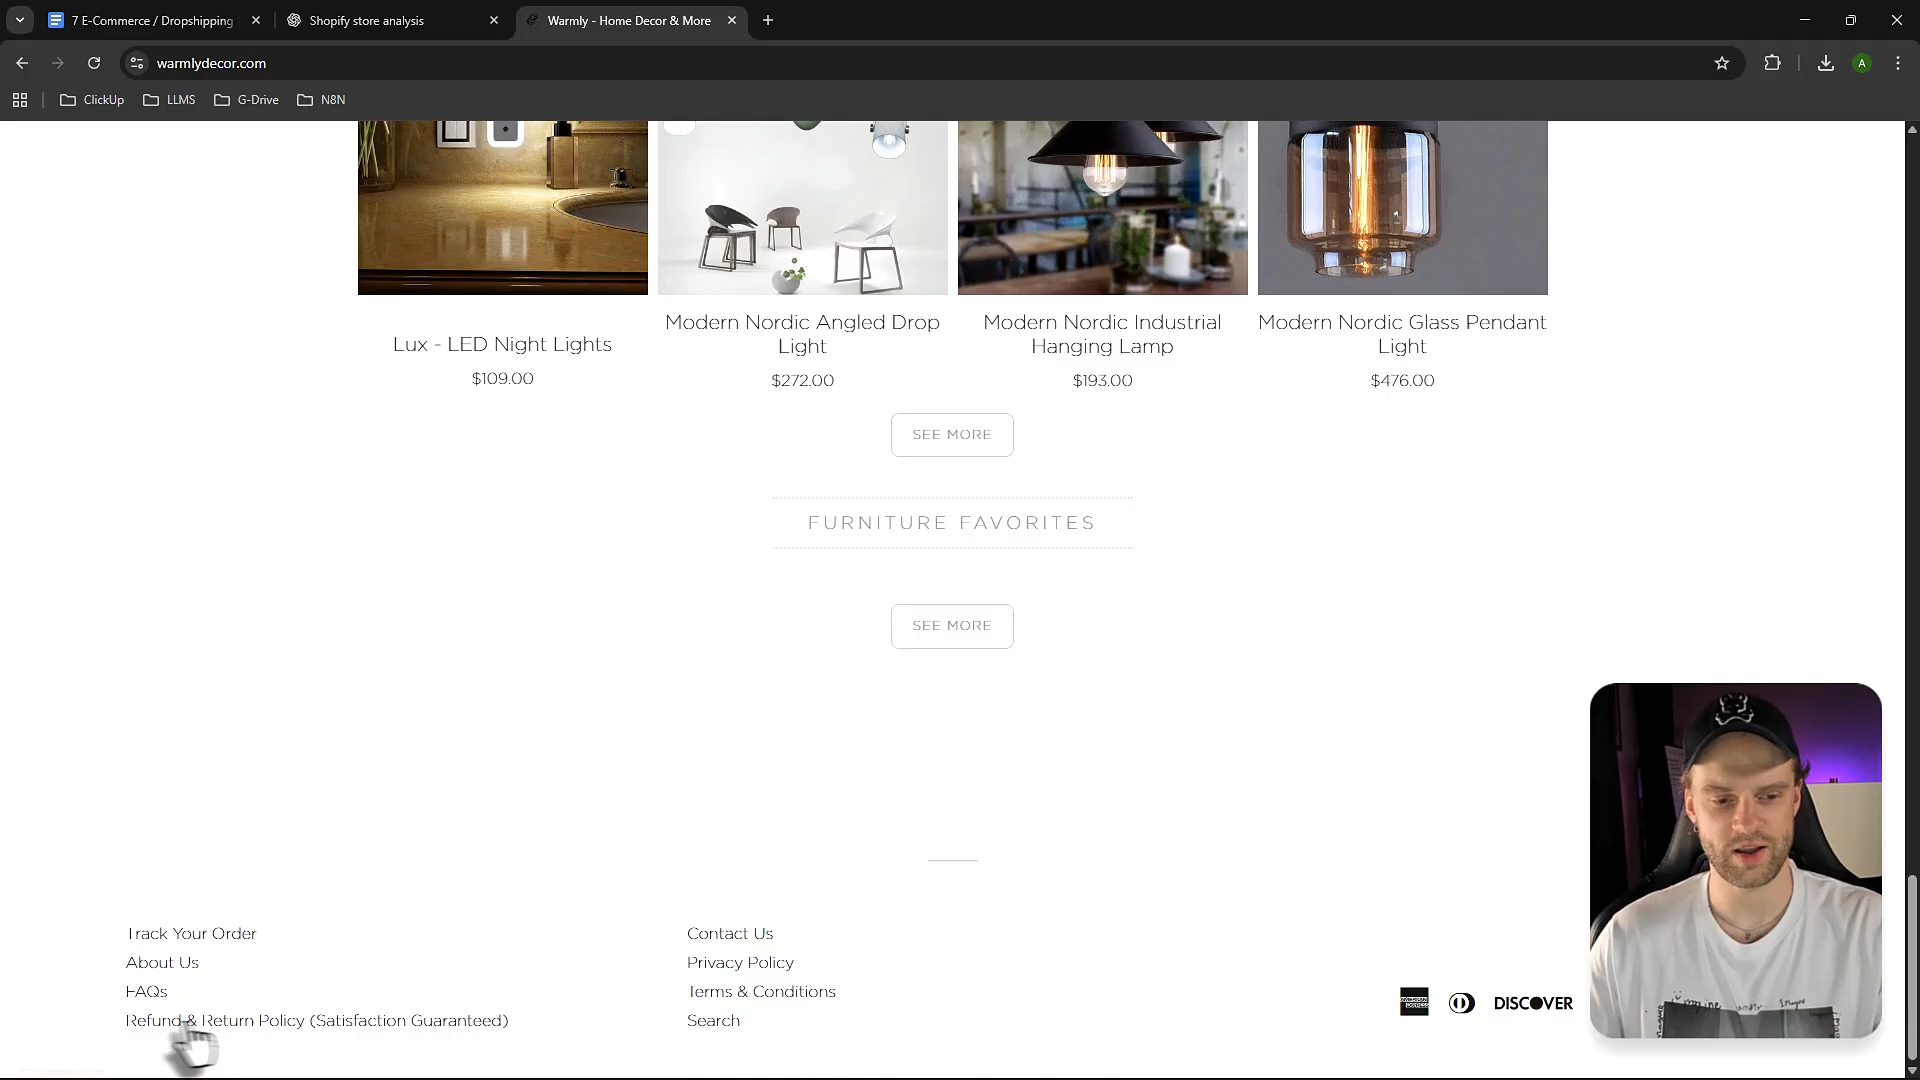 7 E-Commerce / Dropshipping
Shopify store analysis
Warmly - Home Decor & More
warmlydecor.com
A
ClickUp
LLMS
G-Drive
N8N
Lux - LED Night Lights
$109.00
Modern Nordic Angled Drop
Light
$272.00
Modern Nordic Industrial
Hanging Lamp
$193.00
Modern Nordic Glass Pendant
Light
$476.00
SEE MORE
FURNITURE FAVORITES
SEE MORE
Track Your Order
About Us
FAQs
Refund & Return Policy (Satisfaction Guaranteed)
Contact Us
Privacy Policy
Terms & Conditions
Search
AMERICAN EXPRESS
DISCOVER